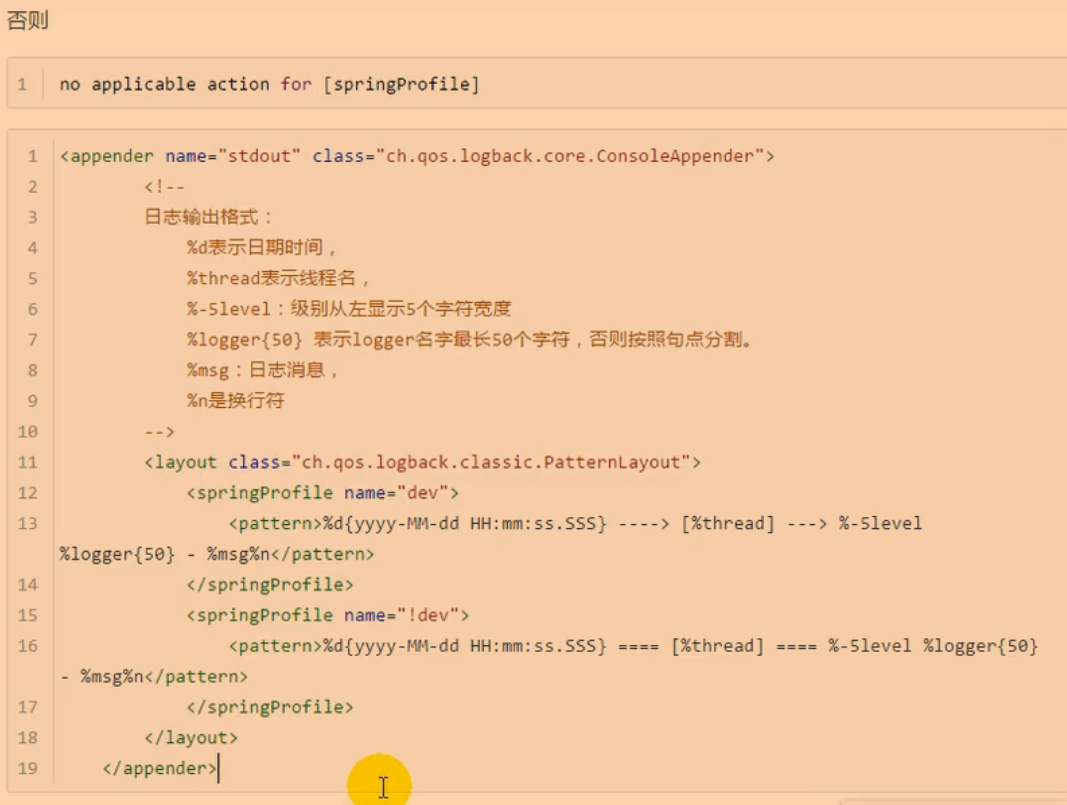 否则
1 no applicable action for [springProfile]
1 <appender name="stdout" class="ch.qos.logback.core.ConsoleAppender">
2 <!--
3 日志输出格式：
4 %d表示日期时间，
5 %thread表示线程名，
6 %-5level：级别从左显示5个字符宽度
7 %logger{50} 表示logger名字最长50个字符，否则按照句点分割。
8 %msg：日志消息，
9 %n是换行符
10 -->
11 <layout class="ch.qos.logback.classic.PatternLayout">
12 <springProfile name="dev">
13 <pattern>%d{yyyy-MM-dd HH:mm:ss.SSS} ----> [%thread] ---> %-5level
%logger{50} - %msg%n</pattern>
14 </springProfile>
15 <springProfile name="!dev">
16 <pattern>%d{yyyy-MM-dd HH:mm:ss.SSS} ==== [%thread] ==== %-5level %logger{50}
- %msg%n</pattern>
17 </springProfile>
18 </layout>
19 </appender>